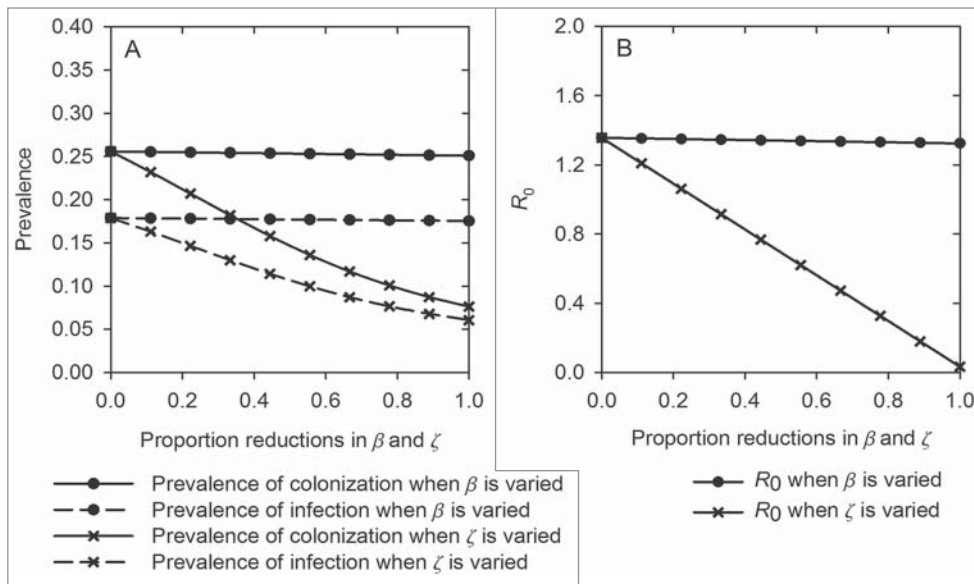 A
0.40
0.35
0.30
0.25
0.20
0.15
0.10
0.05
0.00
Prevalence
0.0 0.2 0.4 0.6 0.8 1.0
Proportion reductions in β and ζ
Prevalence of colonization when β is varied
Prevalence of infection when β is varied
Prevalence of colonization when ζ is varied
Prevalence of infection when ζ is varied
B
2.0
1.6
1.2
0.8
0.4
0.0
R0
0.0 0.2 0.4 0.6 0.8 1.0
Proportion reductions in β and ζ
R0 when β is varied
R0 when ζ is varied